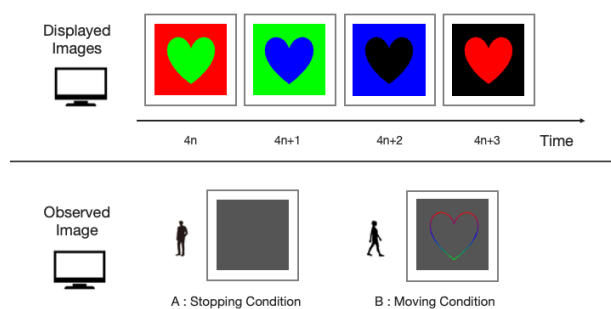 Displayed
Images
4n
4n+1
4n+2
4n+3
Time
Observed
Image
A : Stopping Condition
B : Moving Condition